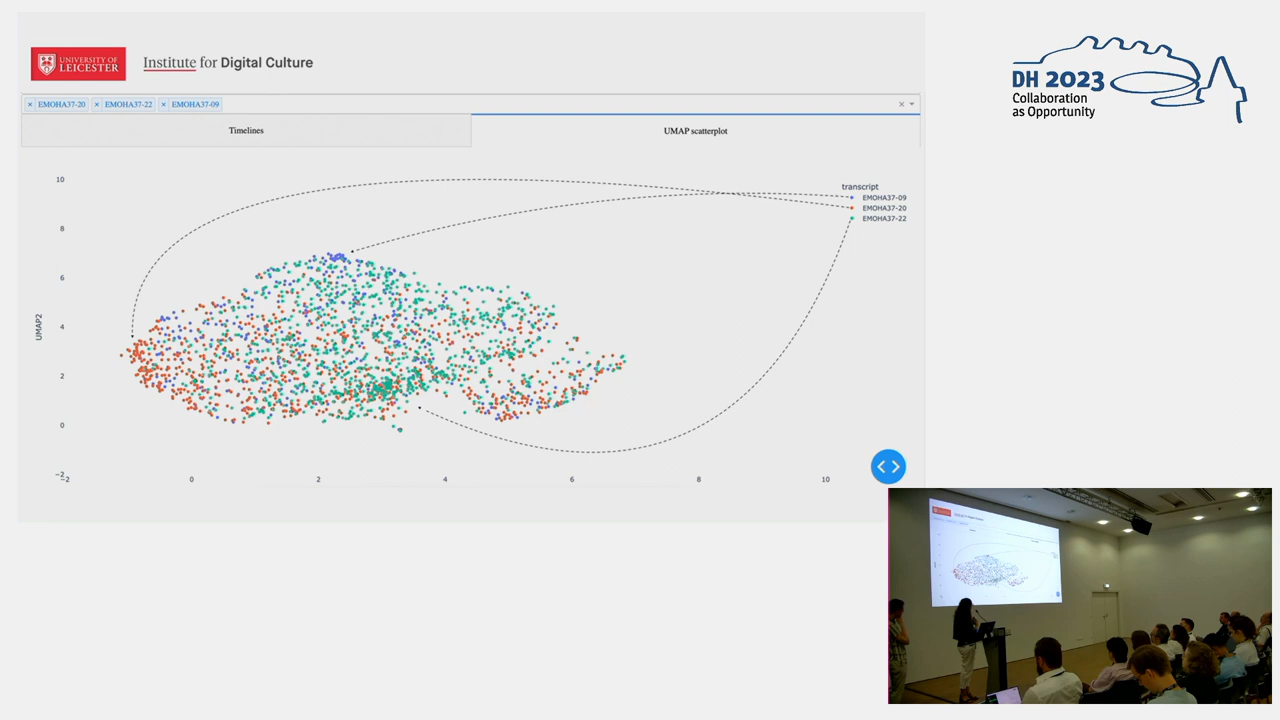 UNIVERSITY OF
LEICESTER
Institute for Digital Culture
× EMOHA37-20 × EMOHA37-22 × EMOHA37-09
Timelines
UMAP scatterplot
10
8
6
4
2
0
−2
UMAP2
−2
0
2
4
6
8
10
transcript
EMOHA37-09
EMOHA37-20
EMOHA37-22
DH 2023
Collaboration
as Opportunity